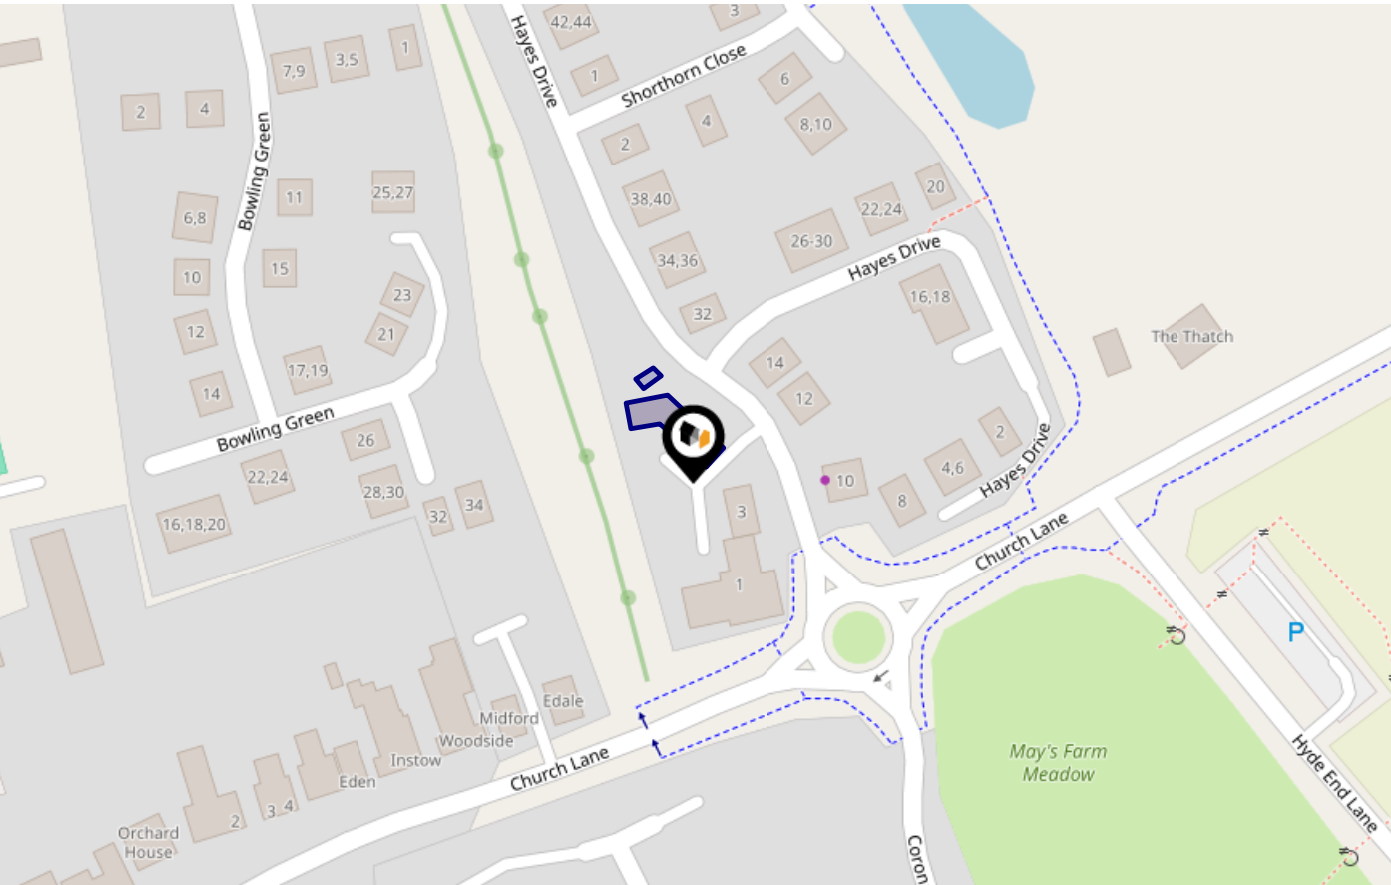 42,44
3
Hayes Drive
1
Shorthorn Close
6
7,9
3,5
1
2
4
4
8,10
2
Bowling Green
11
25,27
38,40
20
6,8
22,24
26-30
Hayes Drive
15
34,36
10
23
16,18
12
32
21
The Thatch
17,19
14
14
12
Bowling Green
26
2
22,24
4,6
Hayes Drive
28,30
10
8
34
32
3
16,18,20
Church Lane
1
P
Edale
Midford
Woodside
Instow
May's Farm
Meadow
Eden
Church Lane
Hyde End Lane
3
4
2
Orchard
House
Coron